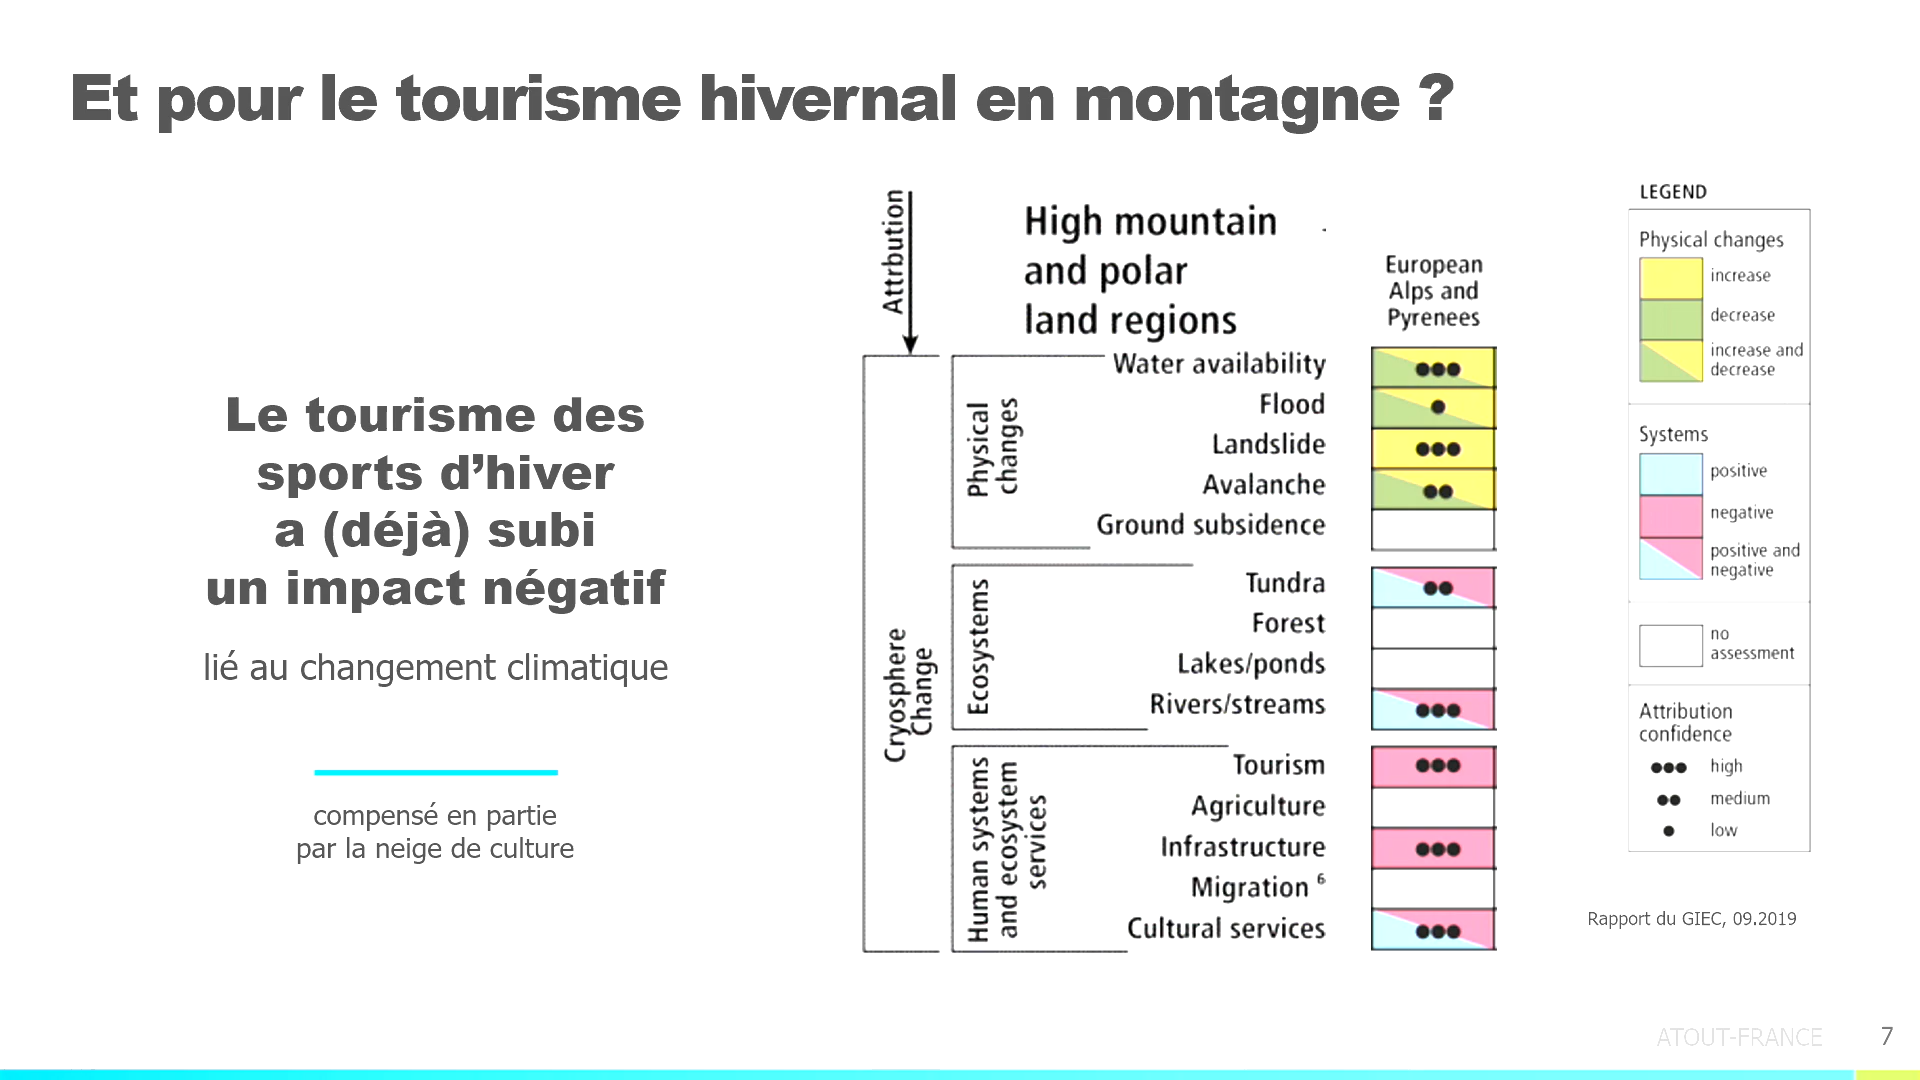 Et pour le tourisme hivernal en montagne ?
Le tourisme des
sports d’hiver
a (déjà) subi
un impact négatif
lié au changement climatique
compensé en partie
par la neige de culture
Attrbution
High mountain
and polar
land regions
European
Alps and
Pyrenees
Cryosphere
Change
Physical
changes
Water availability
Flood
Landslide
Avalanche
Ground subsidence
Ecosystems
Tundra
Forest
Lakes/ponds
Rivers/streams
Human systems
and ecosystem
services
Tourism
Agriculture
Infrastructure
Migration ⁶
Cultural services
LEGEND
Physical changes
increase
decrease
increase and
decrease
Systems
positive
negative
positive and
negative
no
assessment
Attribution
confidence
high
medium
low
Rapport du GIEC, 09.2019
ATOUT-FRANCE
7